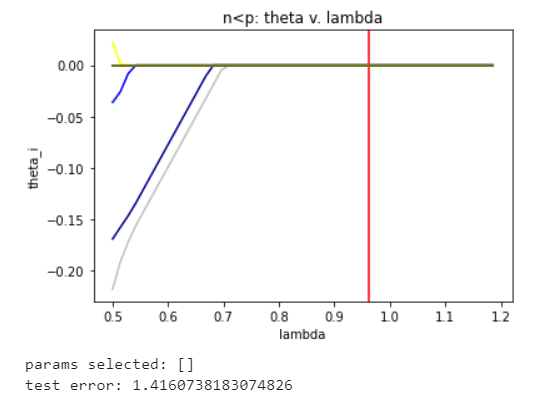 n<p: theta v. lambda
0.00
−0.05
−0.10
−0.15
−0.20
theta_i
0.5 0.6 0.7 0.8 0.9 1.0 1.1 1.2
lambda
params selected: []
test error: 1.4160738183074826